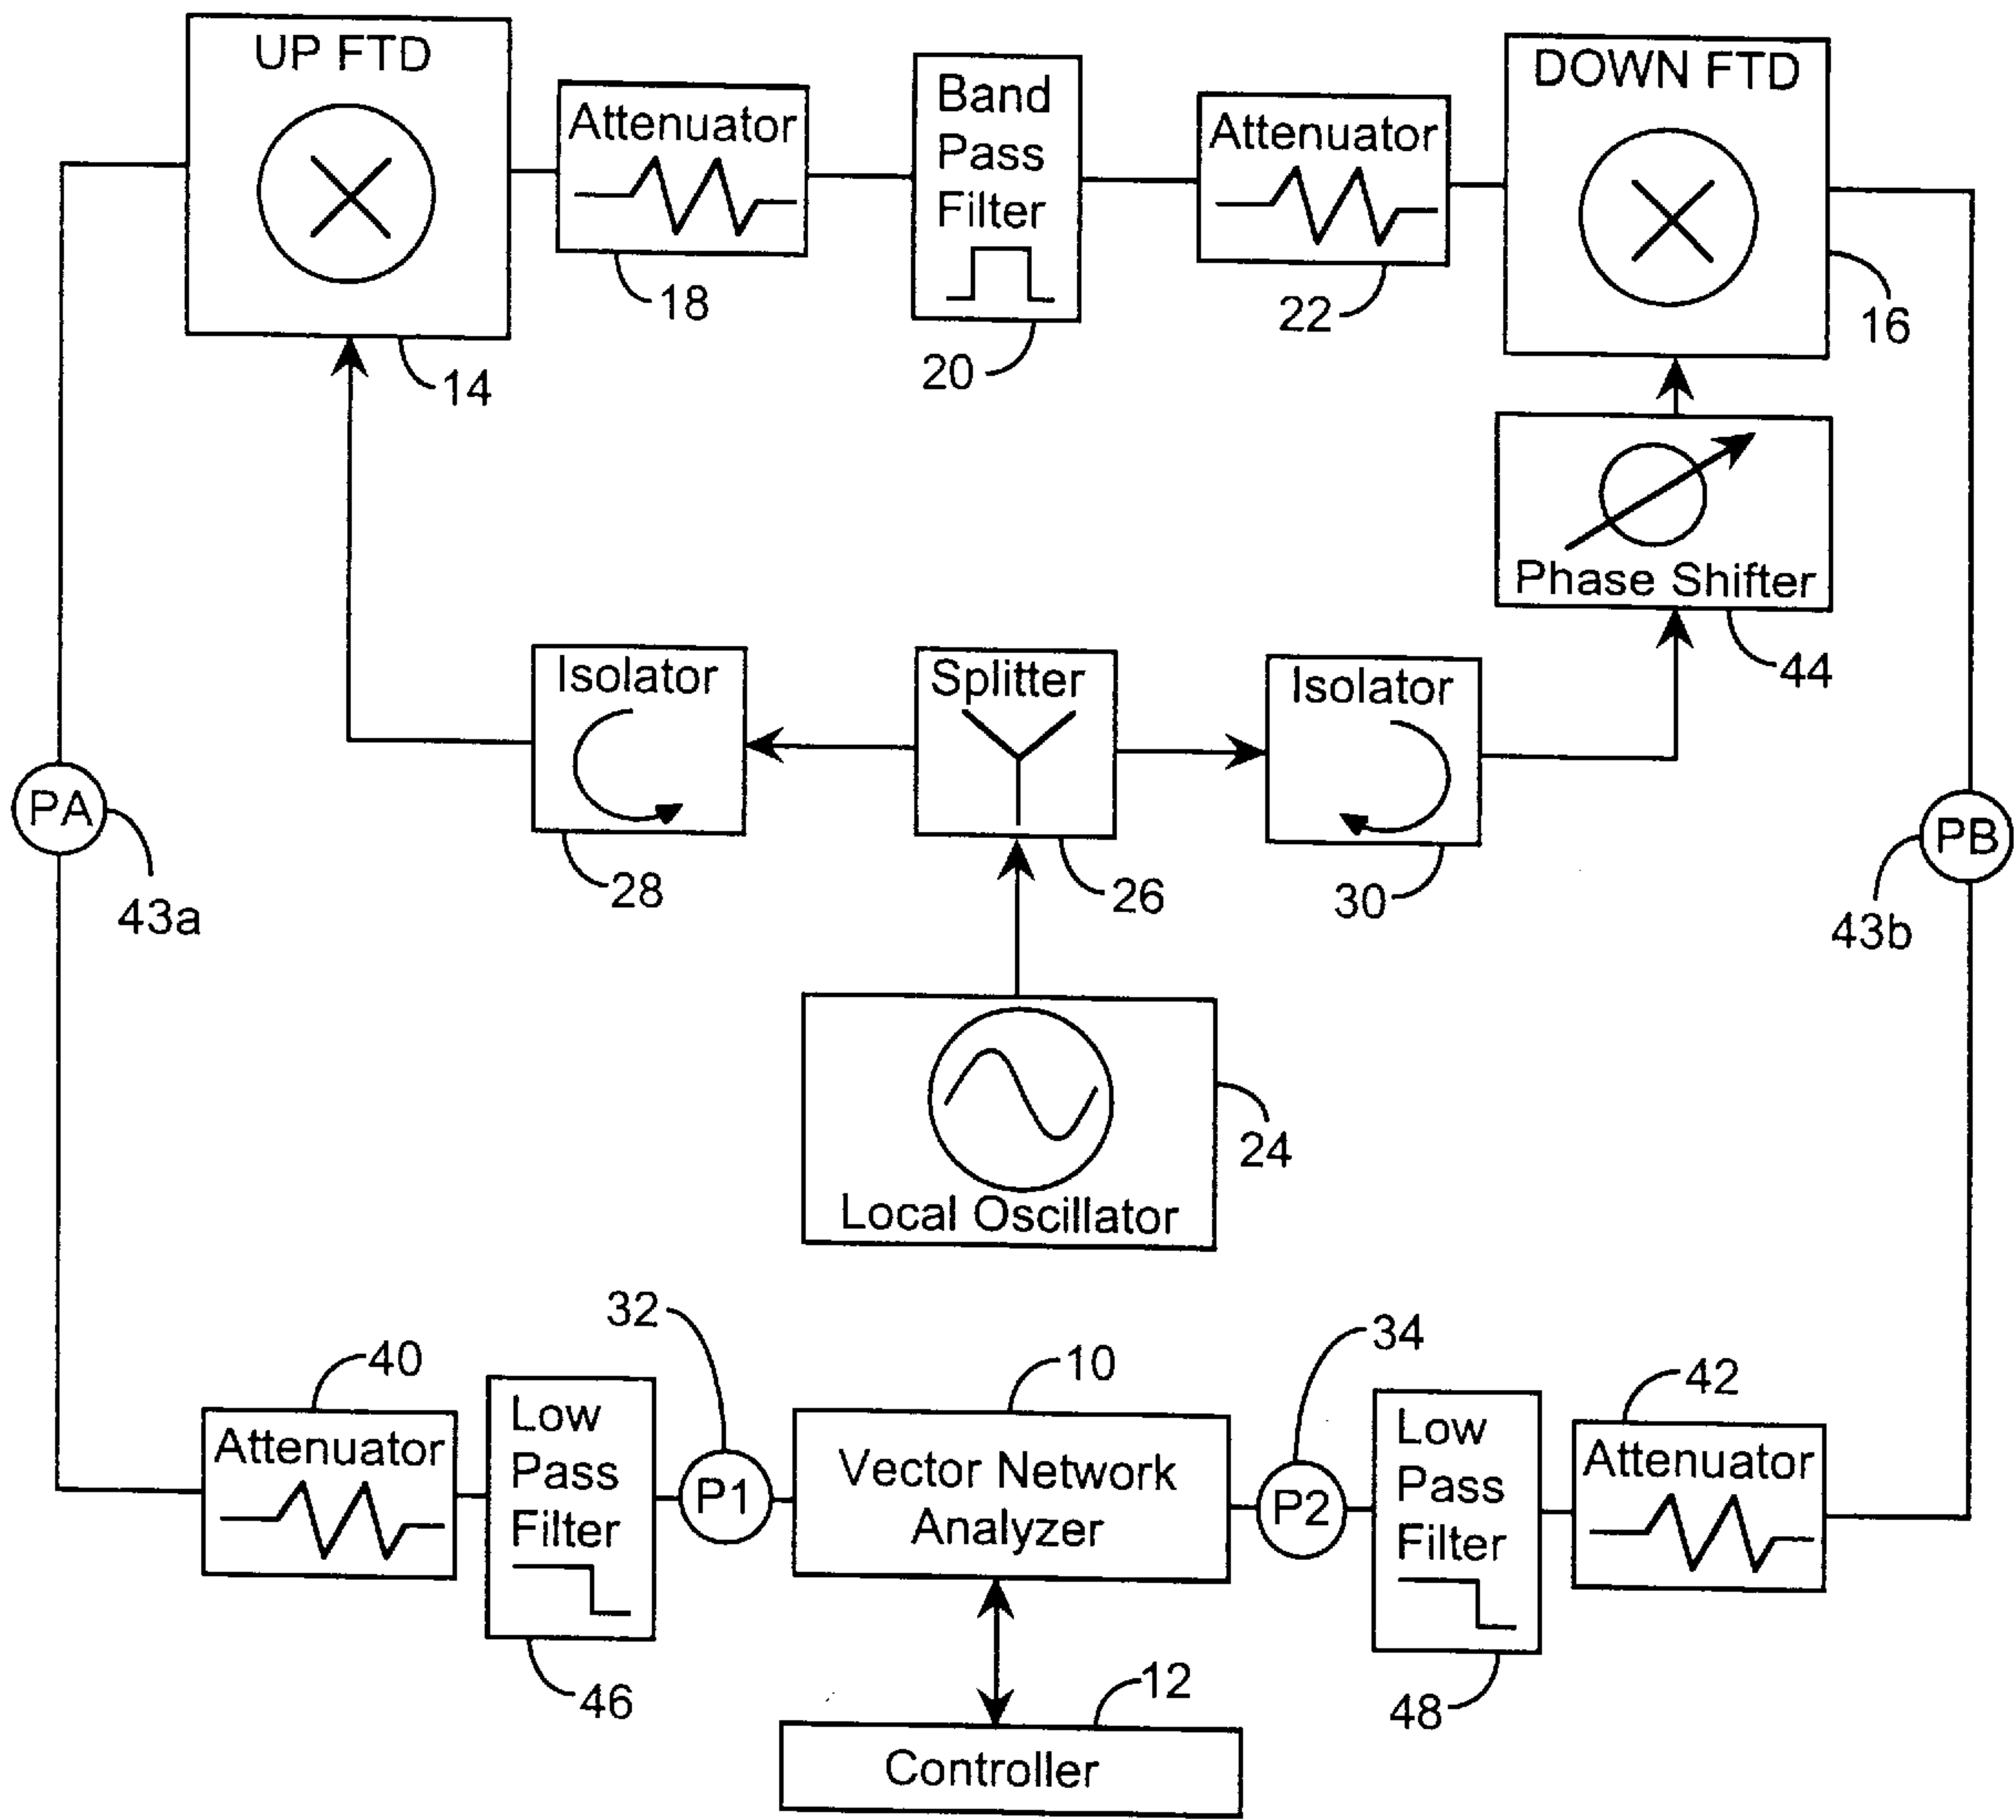 UP FTD
DOWN FTD
Attenuator
Band
Pass
Filter
Attenuator
18
22
16
20
14
Phase Shifter
44
Isolator
Splitter
Isolator
PA
PB
28
26
30
43a
43b
24
Local Oscillator
32
34
40
10
42
Attenuator
Low
Pass
Filter
P1
Vector Network
Analyzer
P2
Low
Pass
Filter
Attenuator
46
12
48
Controller